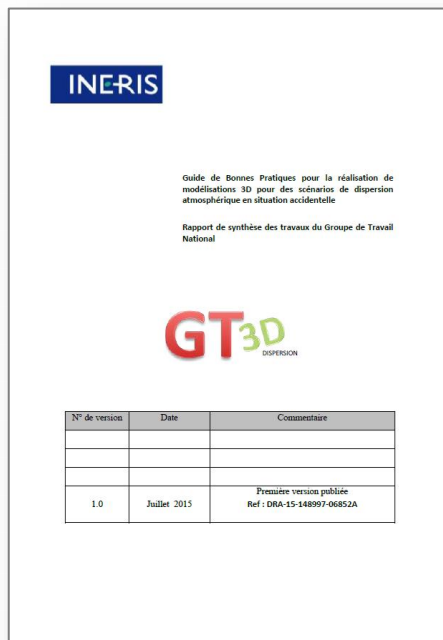 INERIS
Guide de Bonnes Pratiques pour la réalisation de
modélisations 3D pour des scénarios de dispersion
atmosphérique en situation accidentelle
Rapport de synthèse des travaux du Groupe de Travail
National
GT3D
DISPERSION
N° de version Date Commentaire
Première version publiée
1.0 Juillet 2015 Ref : DRA-15-148997-06852A